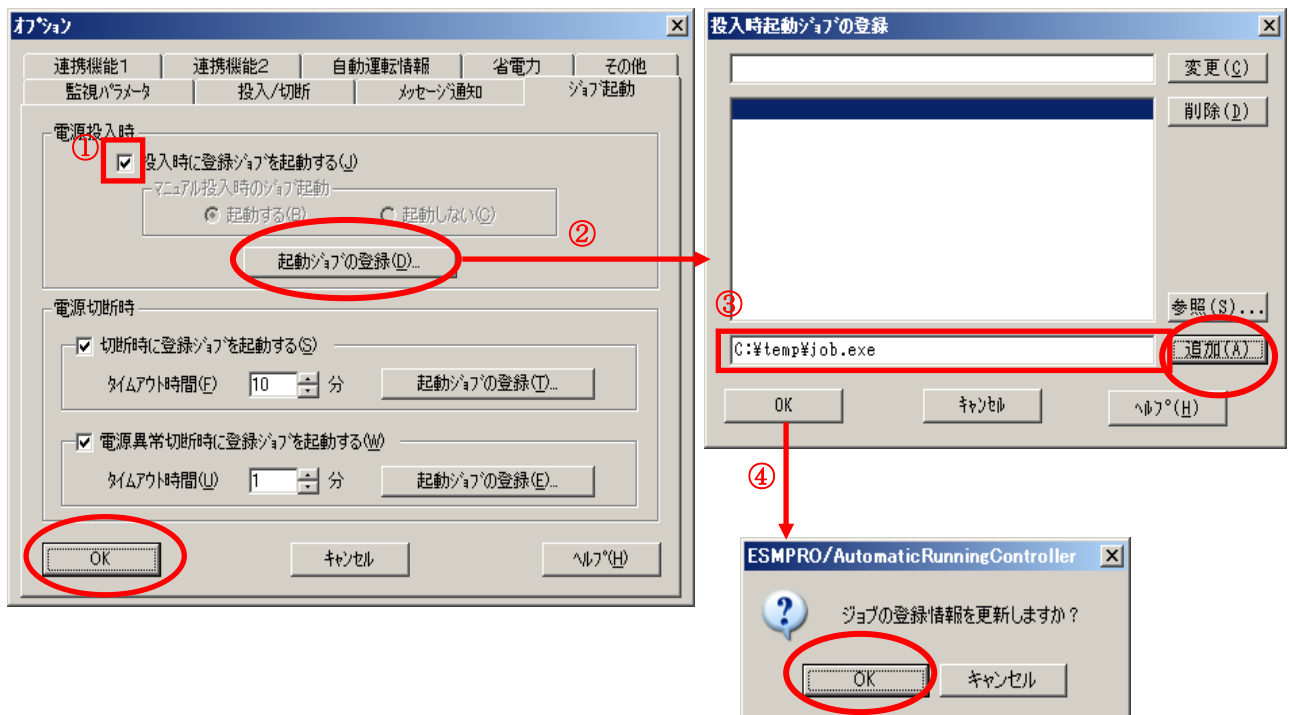 オプション
連携機能1
連携機能2
自動運転情報
省電力
その他
監視パラメータ
投入/切断
メッセージ通知
ジョブ起動
電源投入時
①
投入時に登録ジョブを起動する(J)
マニュアル投入時のジョブ起動
起動する(B)
起動しない(C)
②
起動ジョブの登録(D)...
電源切断時
切断時に登録ジョブを起動する(S)
タイムアウト時間(F)
10
分
起動ジョブの登録(T)...
電源異常切断時に登録ジョブを起動する(W)
タイムアウト時間(U)
1
分
起動ジョブの登録(E)...
OK
キャンセル
ヘルプ(H)
投入時起動ジョブの登録
変更(C)
削除(D)
③
参照(S)...
C:¥temp¥job.exe
追加(A)
OK
キャンセル
ヘルプ(H)
④
ESMPRO/AutomaticRunningController
ジョブの登録情報を更新しますか？
OK
キャンセル